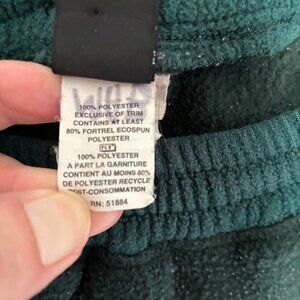 100% POLYESTER
EXCLUSIVE OF TRIM
CONTAINS AT LEAST
80% FORTREL ECOSPUN
POLYESTER
100% POLYESTER
A PART LA GARNITURE
CONTIENT AU MOINS 80%
DE POLYESTER RECYCLE
POST-CONSOMMATION
RN: 51884